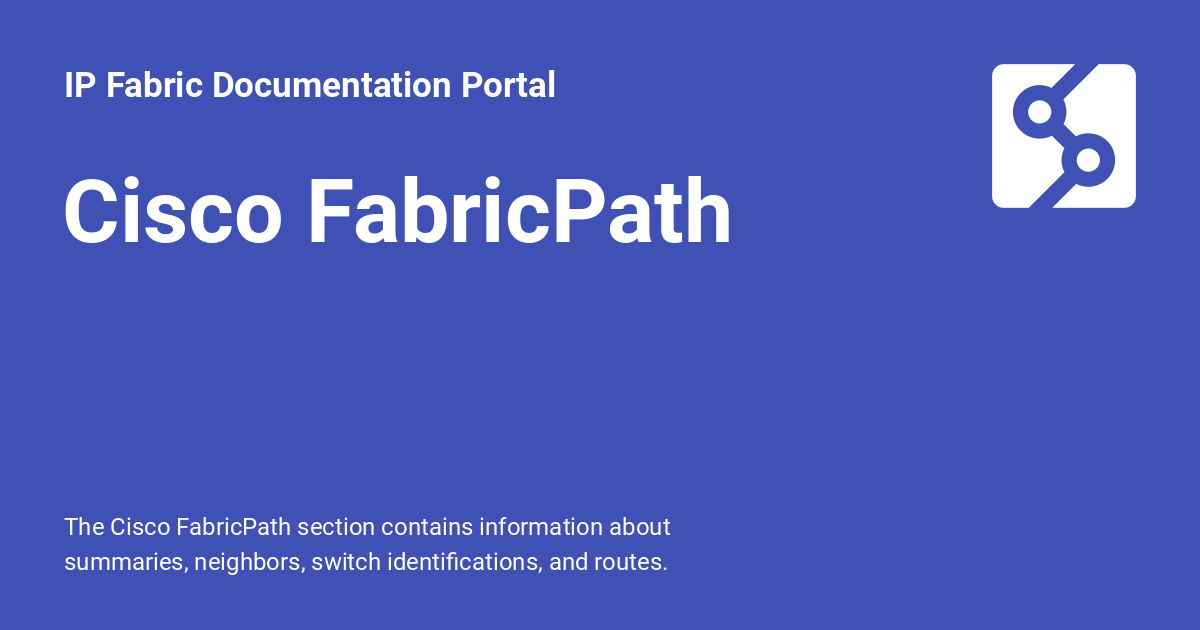 IP Fabric Documentation Portal
Cisco FabricPath
The Cisco FabricPath section contains information about
summaries, neighbors, switch identifications, and routes.